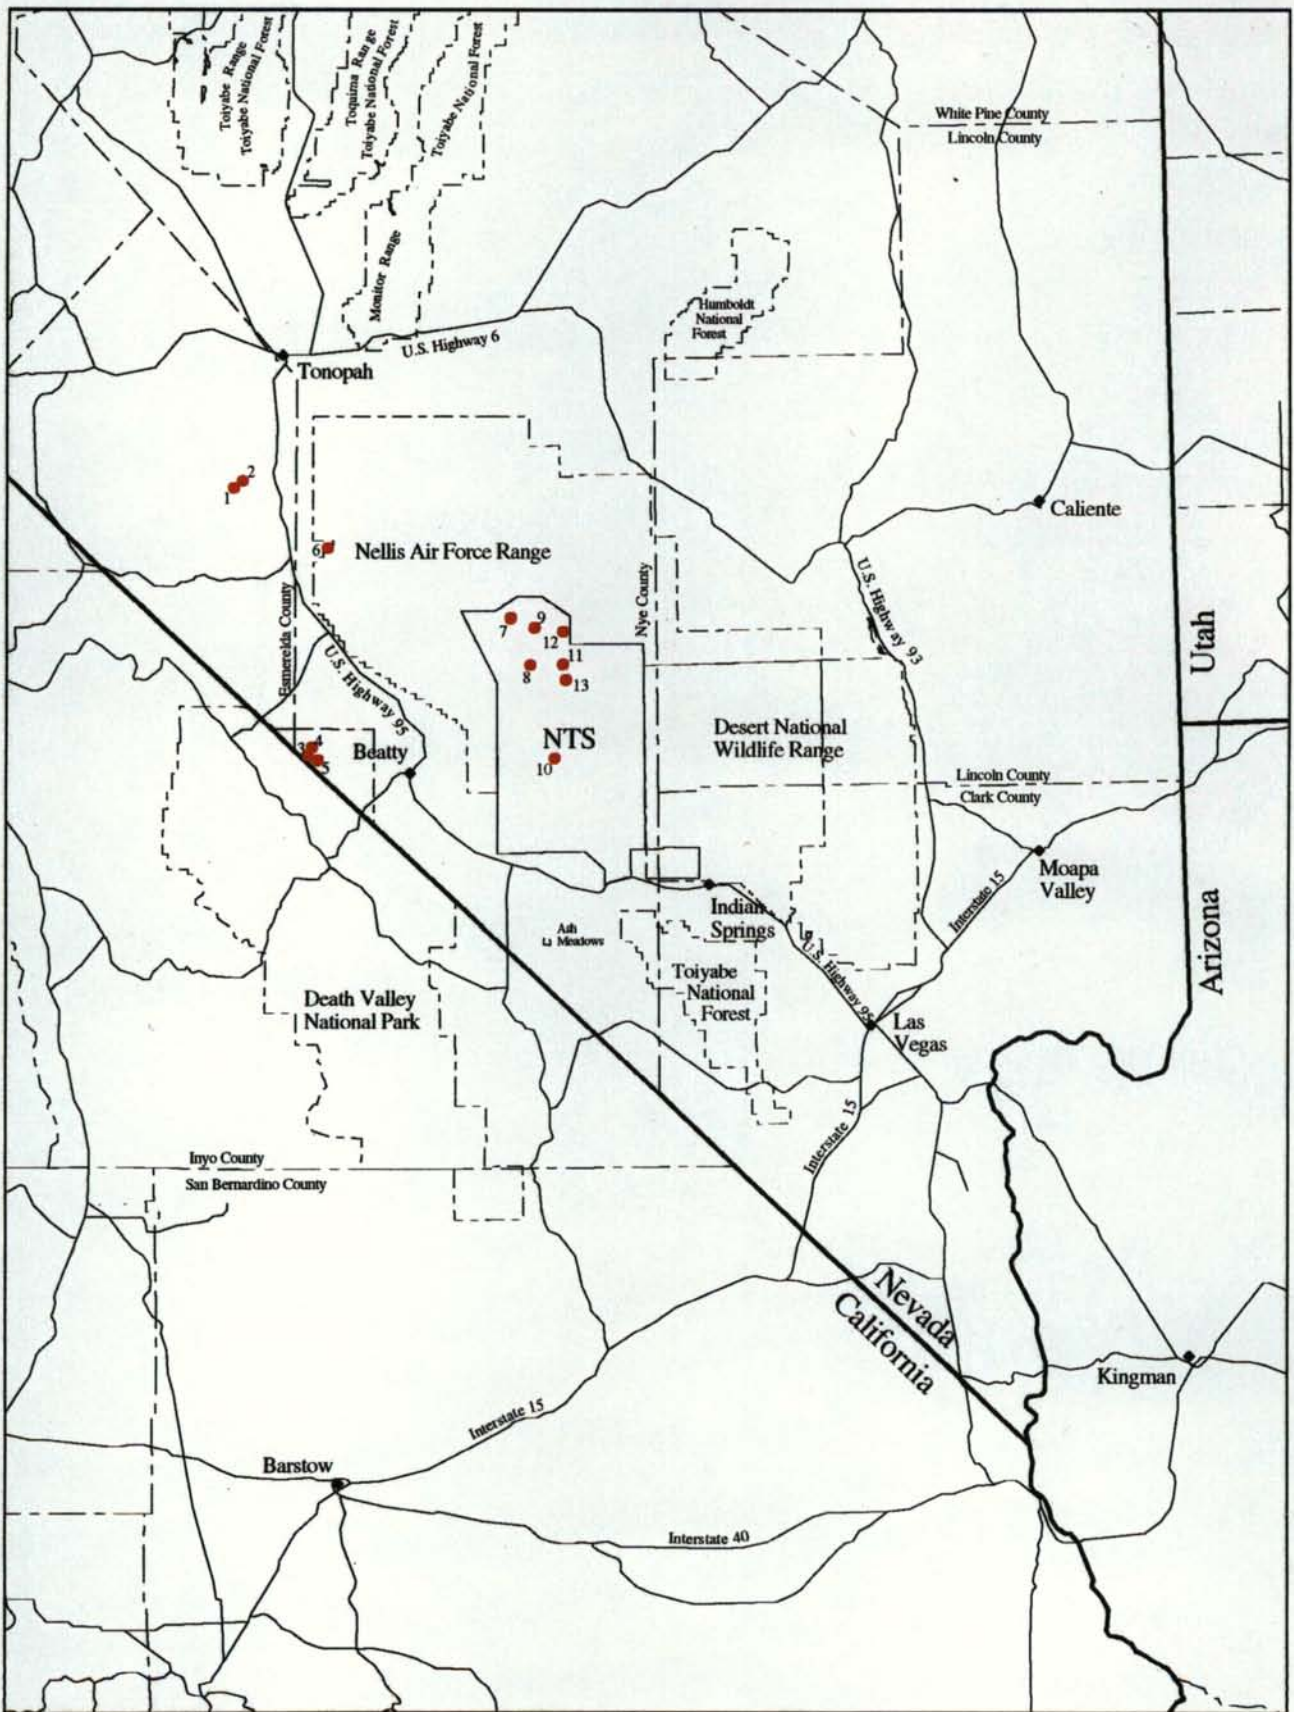 Toiyabe Range
Toiyabe National Forest
Toquima Range
Toiyabe National Forest
Toiyabe National Forest
Monitor Range
White Pine County
Lincoln County
Humboldt
National
Forest
U.S. Highway 6
Tonopah
2
1
Caliente
6
Nellis Air Force Range
U.S. Highway 93
Nye County
Esmerelda County
7
9
12
11
8
13
Utah
U.S. Highway 95
NTS
Desert National
Wildlife Range
3
4
5
Beatty
10
Lincoln County
Clark County
Moapa
Valley
Interstate 15
Indian
Springs
Ash
Meadows
Arizona
U.S. Highway 95
Toiyabe
National
Forest
Death Valley
National Park
Las
Vegas
Interstate 15
Inyo County
San Bernardino County
Nevada
California
Kingman
Interstate 15
Barstow
Interstate 40